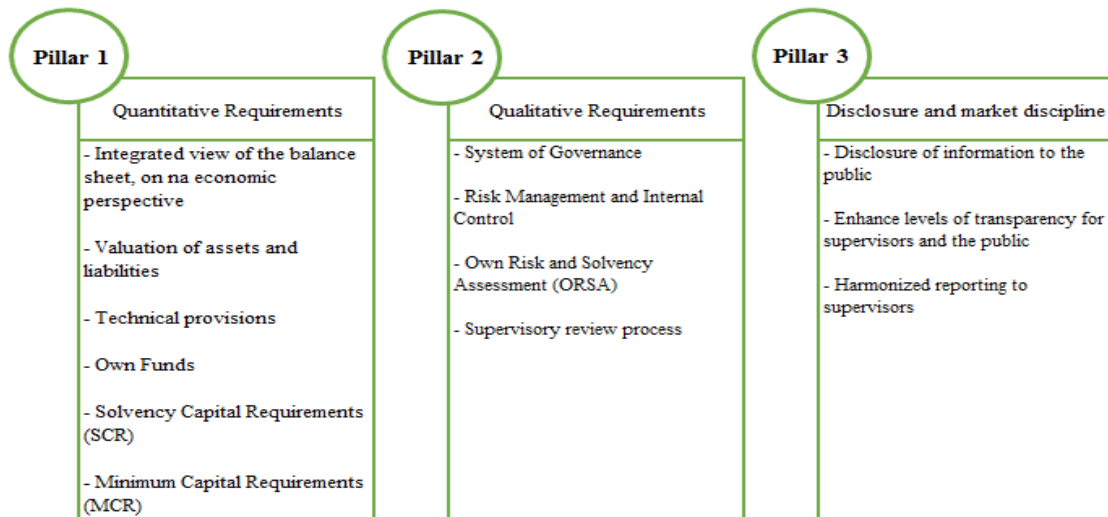 Pillar 1
Quantitative Requirements
- Integrated view of the balance
sheet, on na economic
perspective
- Valuation of assets and
liabilities
- Technical provisions
- Own Funds
- Solvency Capital Requirements
(SCR)
- Minimum Capital Requirements
(MCR)
Pillar 2
Qualitative Requirements
- System of Governance
- Risk Management and Internal
Control
- Own Risk and Solvency
Assessment (ORSA)
- Supervisory review process
Pillar 3
Disclosure and market discipline
- Disclosure of information to the
public
- Enhance levels of transparency for
supervisors and the public
- Harmonized reporting to
supervisors